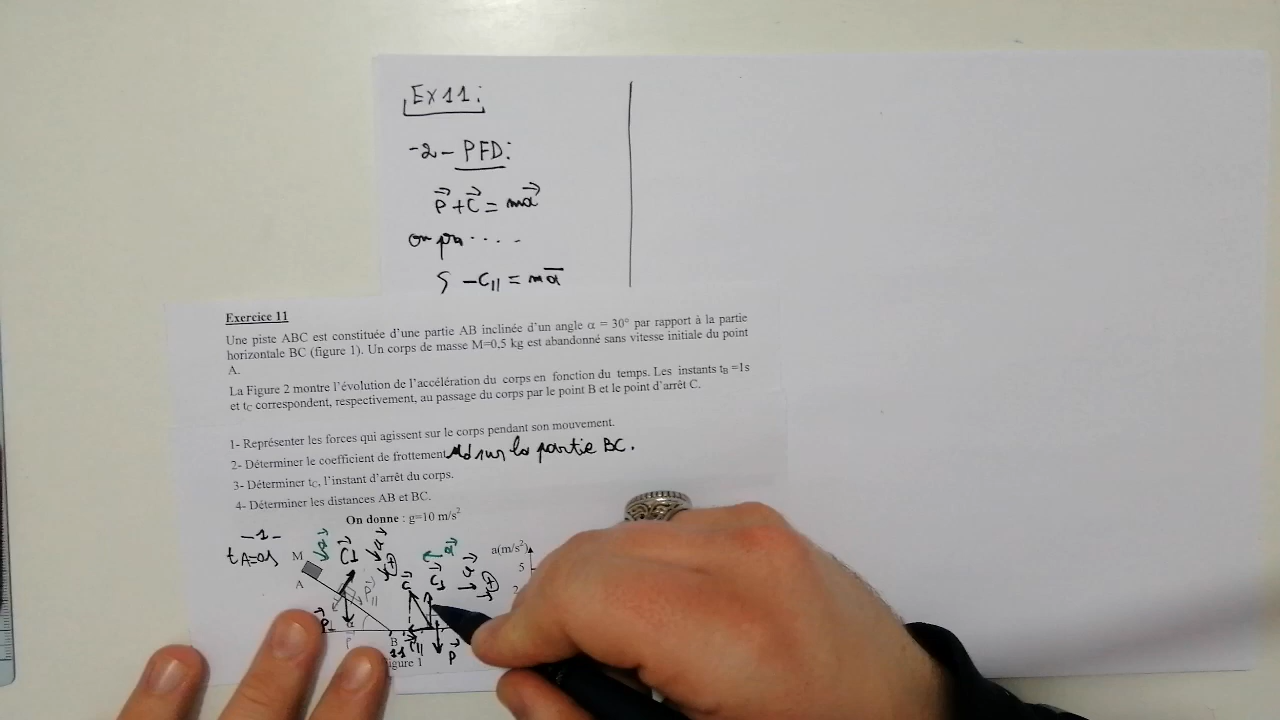 Ex 11:
-2- PFD:
P + C = ma
on pr....
-C11 = ma
Exercice 11
Une piste ABC est constituée d'une partie AB inclinée d'un angle α = 30° par rapport à la partie
horizontale BC (figure 1). Un corps de masse M=0,5 kg est abandonné sans vitesse initiale du point
A.
La Figure 2 montre l'évolution de l'accélération du corps en fonction du temps. Les instants tB =1s
et tC correspondent, respectivement, au passage du corps par le point B et le point d'arrêt C.
1- Représenter les forces qui agissent sur le corps pendant son mouvement.
2- Déterminer le coefficient de frottement μd sur la partie BC.
3- Déterminer tC, l'instant d'arrêt du corps.
4- Déterminer les distances AB et BC.
On donne : g=10 m/s²
-1-
tA=0s
M
A
B
igure 1
a(m/s²)
5
2